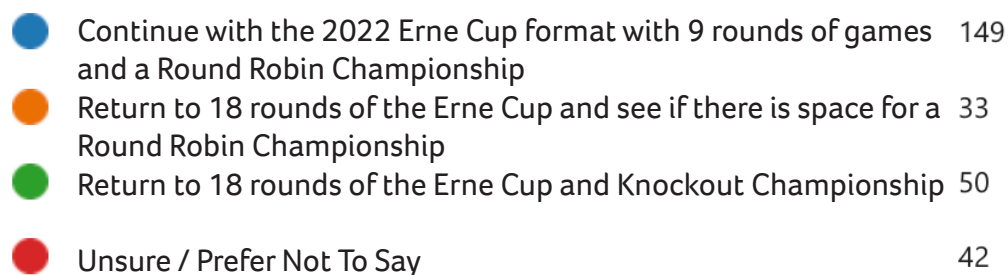 Continue with the 2022 Erne Cup format with 9 rounds of games 149
and a Round Robin Championship
Return to 18 rounds of the Erne Cup and see if there is space for a 33
Round Robin Championship
Return to 18 rounds of the Erne Cup and Knockout Championship 50
Unsure / Prefer Not To Say 42